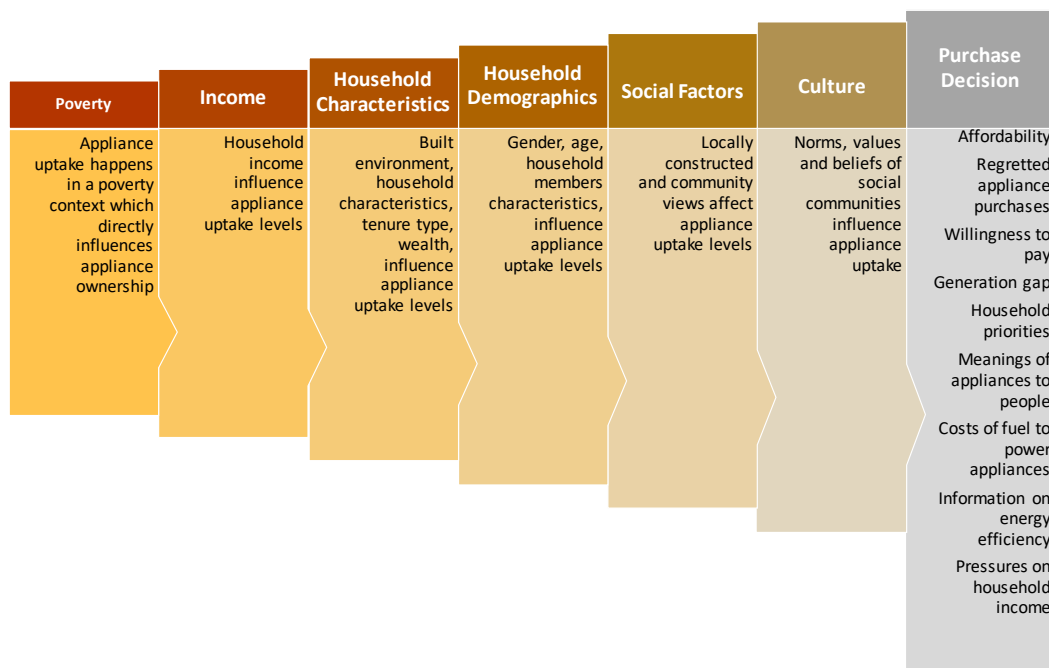 Poverty
Appliance
uptake happens
in a poverty
context which
directly
influences
appliance
ownership
Income
Household
income
influence
appliance
uptake levels
Household
Characteristics
Built
environment,
household
characteristics,
tenure type,
wealth,
influence
appliance
uptake levels
Household
Demographics
Gender, age,
household
members
characteristics,
influence
appliance
uptake levels
Social Factors
Locally
constructed
and community
views affect
appliance
uptake levels
Culture
Norms, values
and beliefs of
social
communities
influence
appliance
uptake
Purchase
Decision
Affordability
Regretted
appliance
purchases
Willingness to
pay
Generation gap
Household
priorities
Meanings of
appliances to
people
Costs of fuel to
power
appliances
Information on
energy
efficiency
Pressures on
household
income